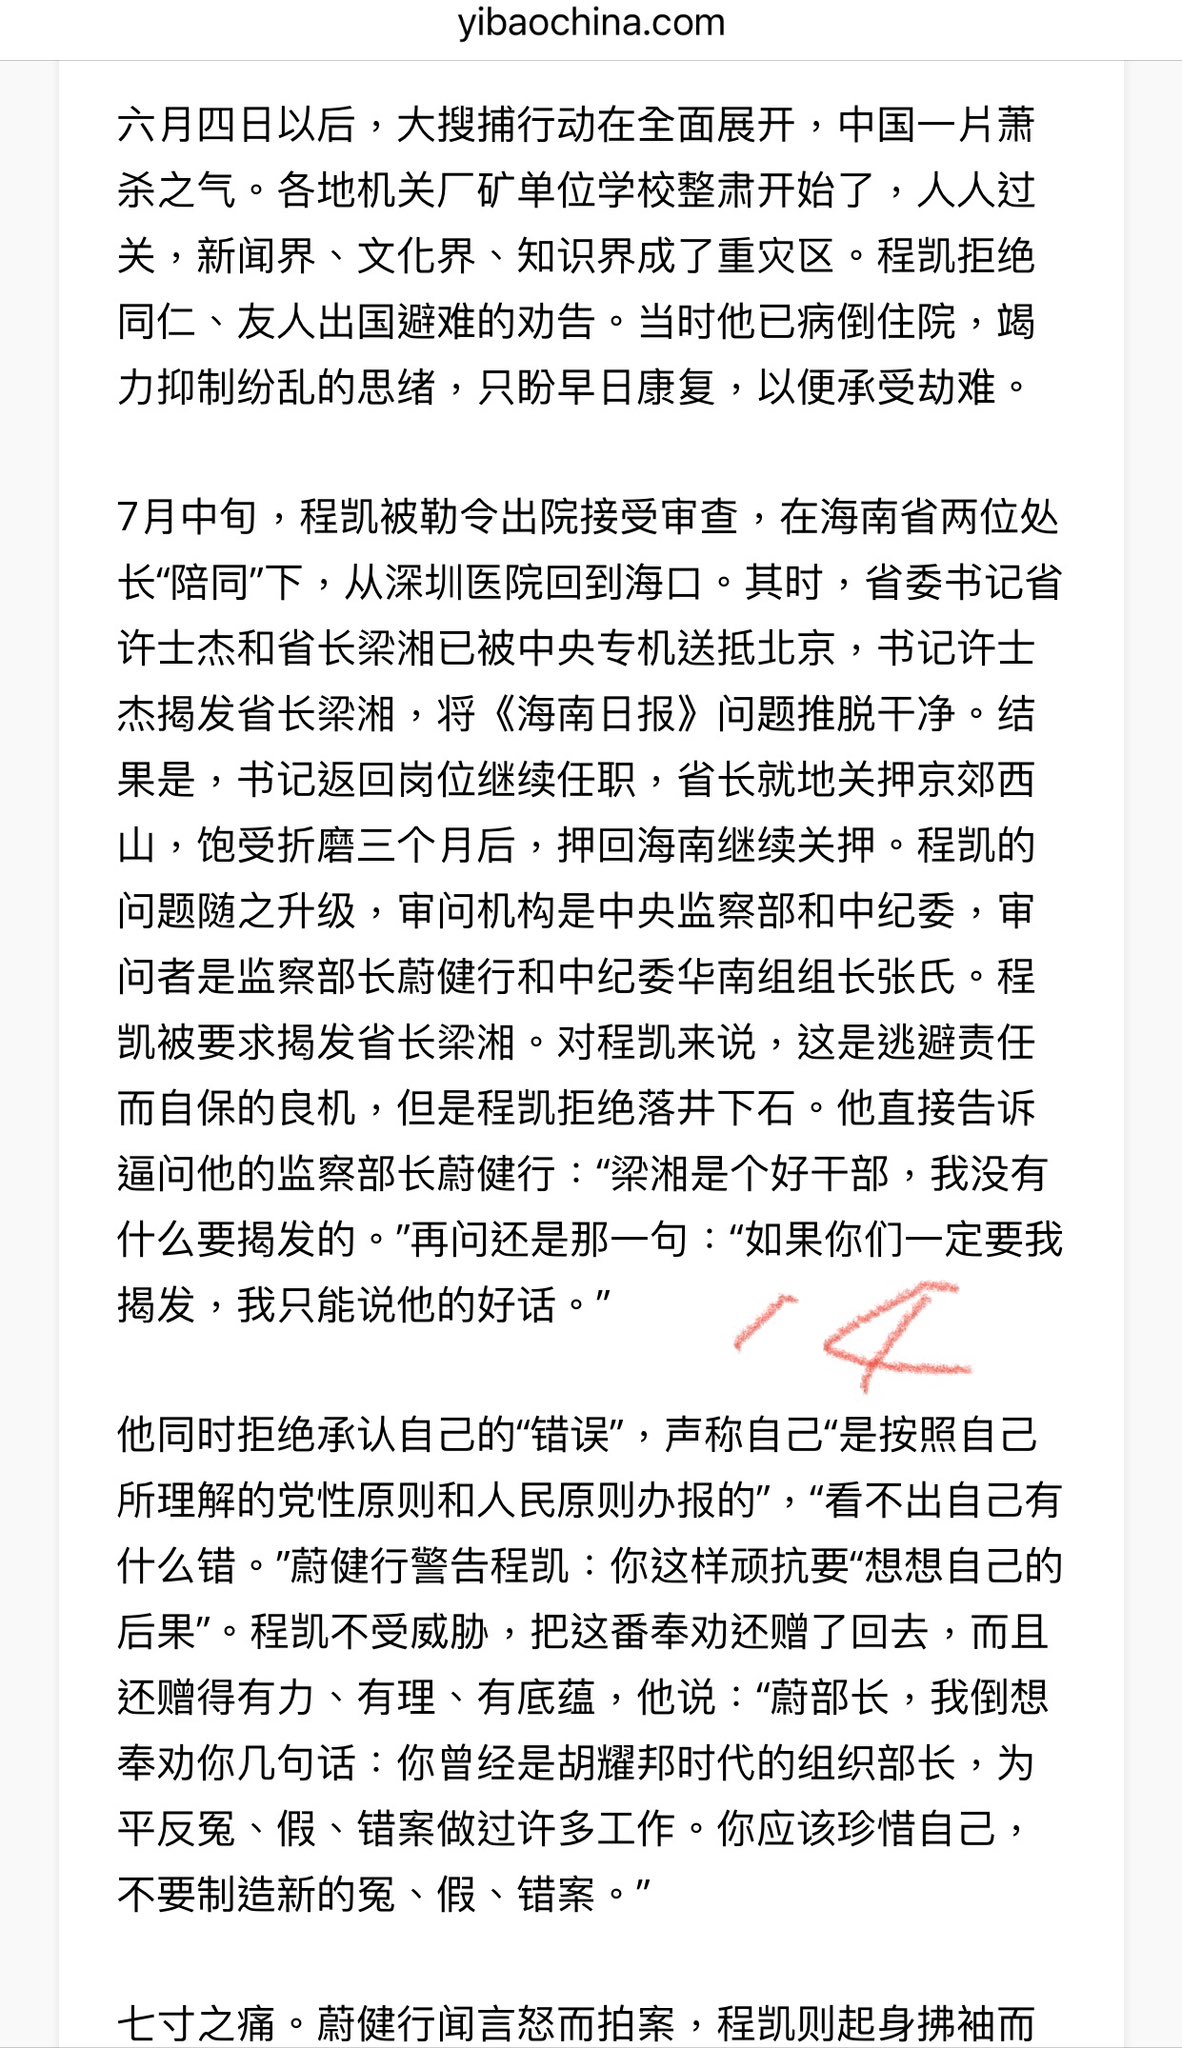 yibaochina.com
六月四日以后，大搜捕行动在全面展开，中国一片萧
杀之气。各地机关厂矿单位学校整肃开始了，人人过
关，新闻界、文化界、知识界成了重灾区。程凯拒绝
同仁、友人出国避难的劝告。当时他已病倒住院，竭
力抑制纷乱的思绪，只盼早日康复，以便承受劫难。
7月中旬，程凯被勒令出院接受审查，在海南省两位处
长“陪同”下，从深圳医院回到海口。其时，省委书记省
许士杰和省长梁湘已被中央专机送抵北京，书记许士
杰揭发省长梁湘，将《海南日报》问题推脱干净。结
果是，书记返回岗位继续任职，省长就地关押京郊西
山，饱受折磨三个月后，押回海南继续关押。程凯的
问题随之升级，审问机构是中央监察部和中纪委，审
问者是监察部长蔚健行和中纪委华南组组长张氏。程
凯被要求揭发省长梁湘。对程凯来说，这是逃避责任
而自保的良机，但是程凯拒绝落井下石。他直接告诉
逼问他的监察部长蔚健行：“梁湘是个好干部，我没有
什么要揭发的。”再问还是那一句：“如果你们一定要我
揭发，我只能说他的好话。”
14
他同时拒绝承认自己的“错误”，声称自己“是按照自己
所理解的党性原则和人民原则办报的”，“看不出自己有
什么错。”蔚健行警告程凯：你这样顽抗要“想想自己的
后果”。程凯不受威胁，把这番奉劝还赠了回去，而且
还赠得有力、有理、有底蕴，他说：“蔚部长，我倒想
奉劝你几句话：你曾经是胡耀邦时代的组织部长，为
平反冤、假、错案做过许多工作。你应该珍惜自己，
不要制造新的冤、假、错案。”
七寸之痛。蔚健行闻言怒而拍案，程凯则起身拂袖而